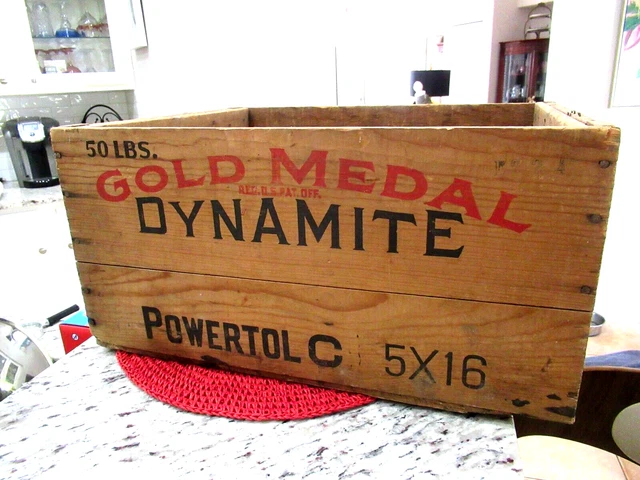 50 LBS.
GOLD MEDAL
REG. U.S. PAT. OFF.
DYNAMITE
POWERTOL C 5X16